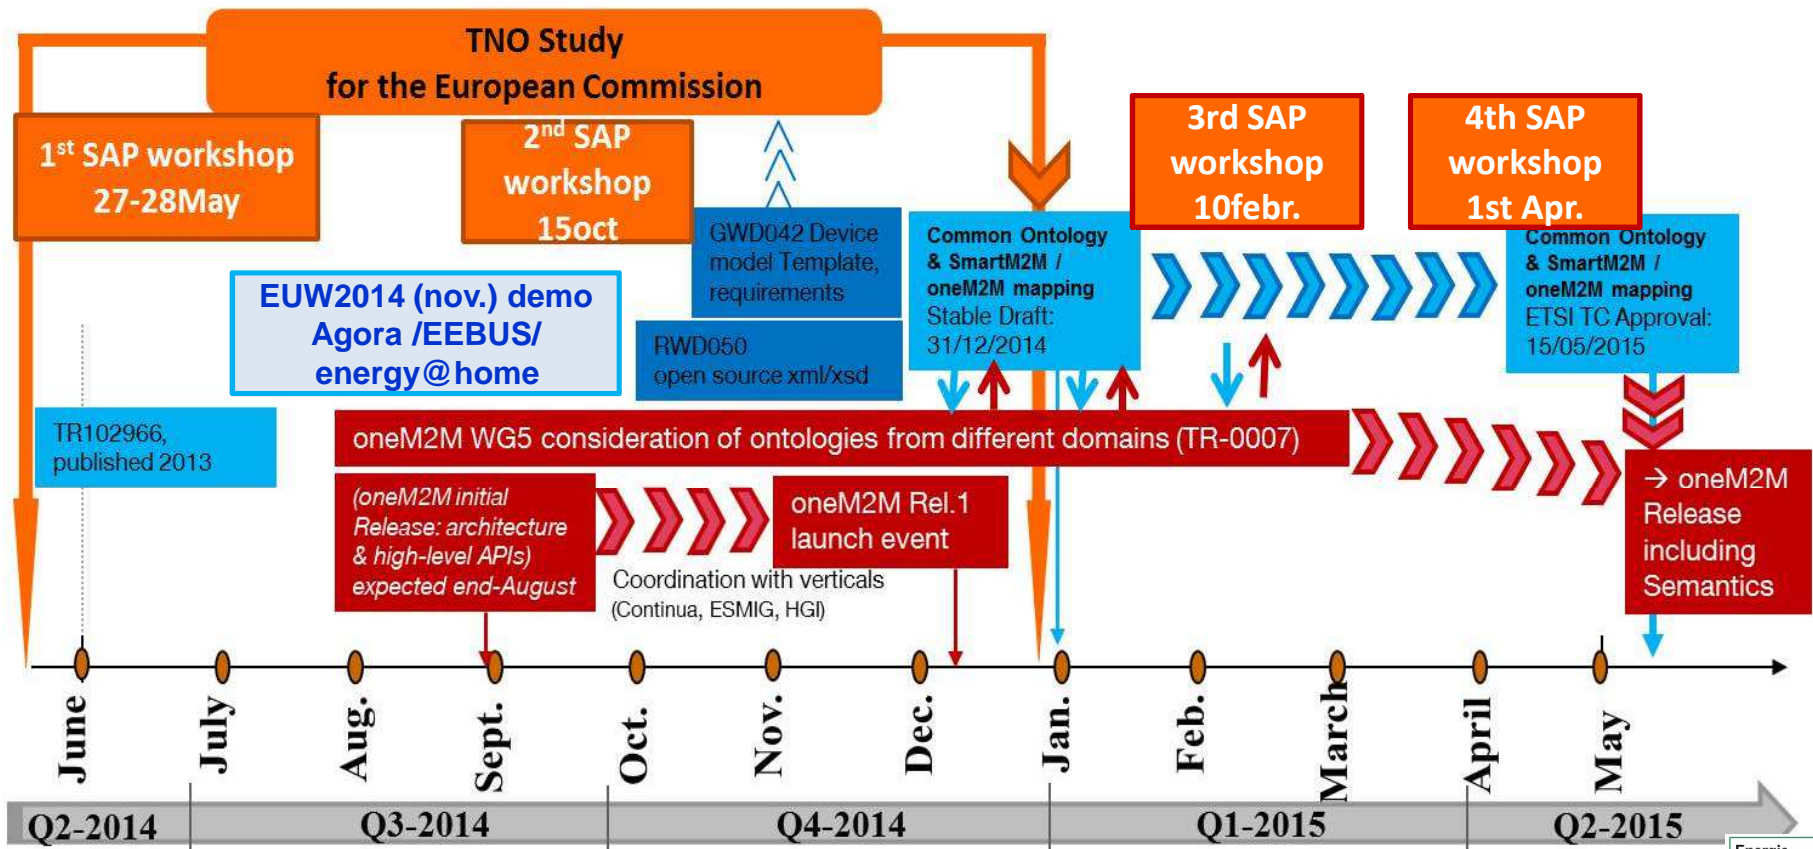 TNO Study
for the European Commission
1st SAP workshop
27-28May
2nd SAP
workshop
15oct
3rd SAP
workshop
10febr.
4th SAP
workshop
1st Apr.
GWD042 Device
model Template,
requirements
Common Ontology
& SmartM2M /
oneM2M mapping
Stable Draft:
31/12/2014
Common Ontology
& SmartM2M /
oneM2M mapping
ETSI TC Approval:
15/05/2015
EUW2014 (nov.) demo
Agora /EEBUS/
energy@home
RWD050
open source xml/xsd
TR102966,
published 2013
oneM2M WG5 consideration of ontologies from different domains (TR-0007)
(oneM2M initial
Release: architecture
& high-level APIs)
expected end-August
oneM2M Rel.1
launch event
→ oneM2M
Release
including
Semantics
Coordination with verticals
(Continua, ESMIG, HGI)
June
July
Aug.
Sept.
Oct.
Nov.
Dec.
Jan.
Feb.
March
April
May
Q2-2014
Q3-2014
Q4-2014
Q1-2015
Q2-2015